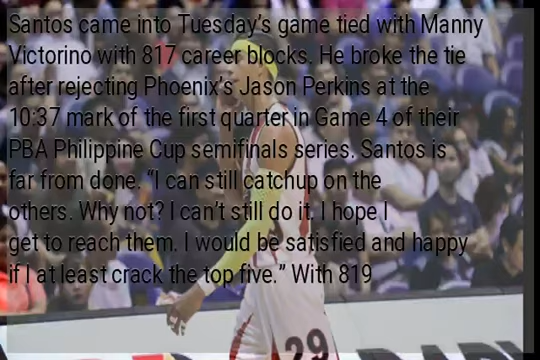 Santos came into Tuesday's game tied with Manny
Victorino with 817 career blocks. He broke the tie
after rejecting Phoenix's Jason Perkins at the
10:37 mark of the first quarter in Game 4 of their
PBA Philippine Cup semifinals series. Santos is
far from done. “I can still catchup on the
others. Why not? I can't still do it. I hope I
get to reach them. I would be satisfied and happy
if I at least crack the top five.” With 819
29